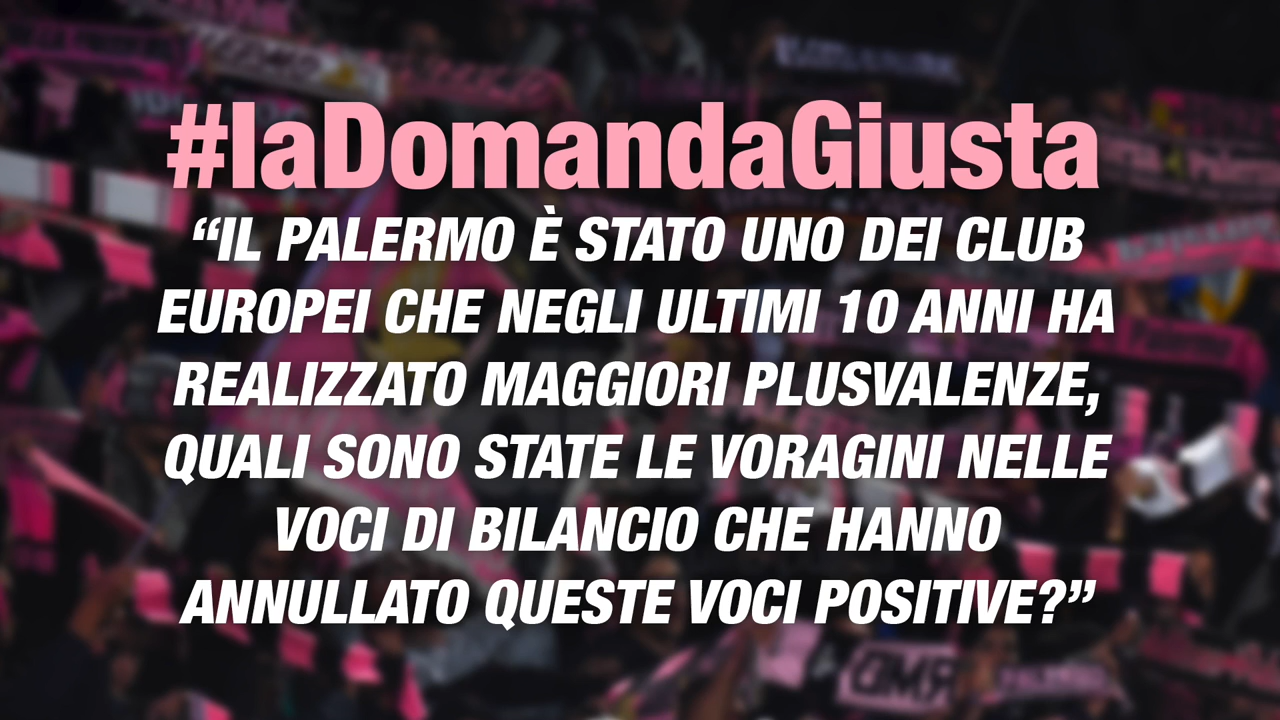 #laDomandaGiusta
“IL PALERMO È STATO UNO DEI CLUB
EUROPEI CHE NEGLI ULTIMI 10 ANNI HA
REALIZZATO MAGGIORI PLUSVALENZE,
QUALI SONO STATE LE VORAGINI NELLE
VOCI DI BILANCIO CHE HANNO
ANNULLATO QUESTE VOCI POSITIVE?”